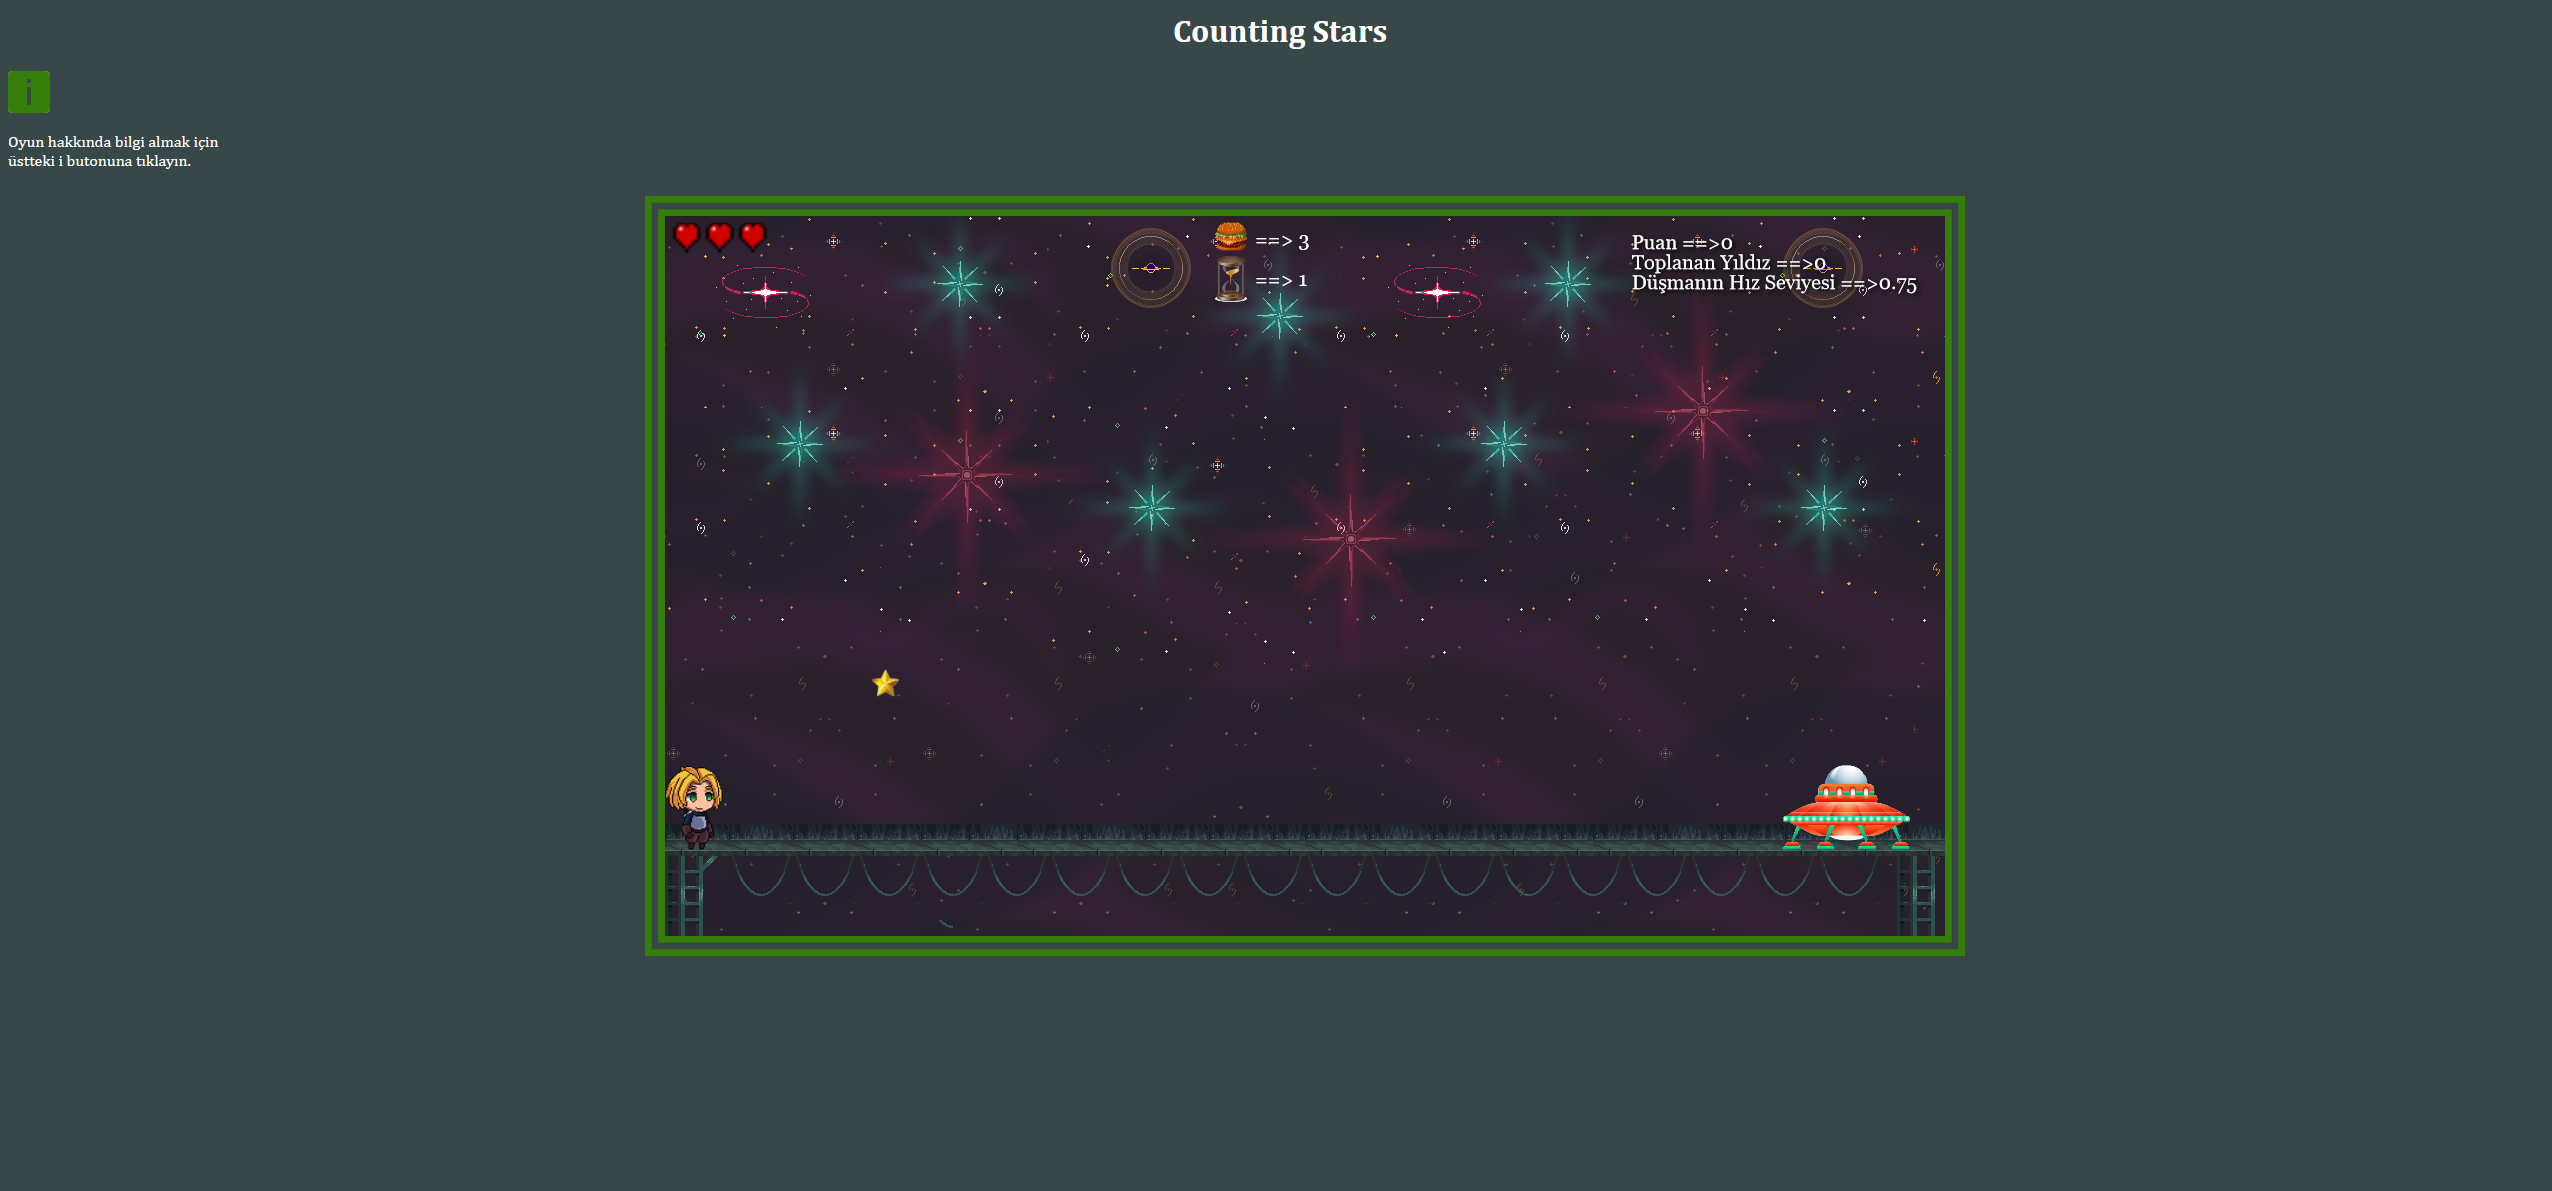 Counting Stars
i
Oyun hakkında bilgi almak için
üstteki i butonuna tıklayın.
==> 3
==> 1
Puan ==>0
Toplanan Yıldız ==>0
Düşmanın Hız Seviyesi ==>0.75